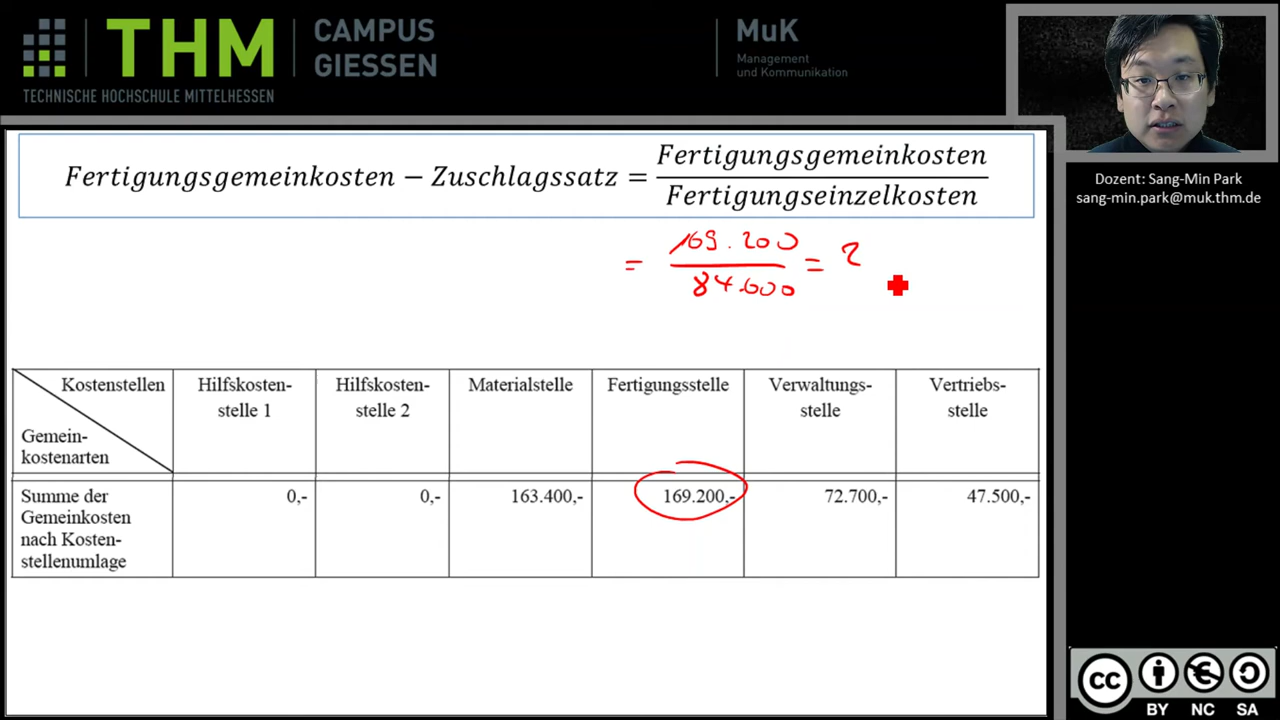 THM
CAMPUS
GIESSEN
TECHNISCHE HOCHSCHULE MITTELHESSEN
MuK
Management
und Kommunikation
Dozent: Sang-Min Park
sang-min.park@muk.thm.de
Fertigungsgemeinkosten − Zuschlagssatz = Fertigungsgemeinkosten / Fertigungseinzelkosten
= 169.200 / 84.600 = 2
Kostenstellen
Gemein-
kostenarten
Hilfskosten-
stelle 1
Hilfskosten-
stelle 2
Materialstelle
Fertigungsstelle
Verwaltungs-
stelle
Vertriebs-
stelle
Summe der
Gemeinkosten
nach Kosten-
stellenumlage
0,-
0,-
163.400,-
169.200,-
72.700,-
47.500,-
cc
BY NC SA